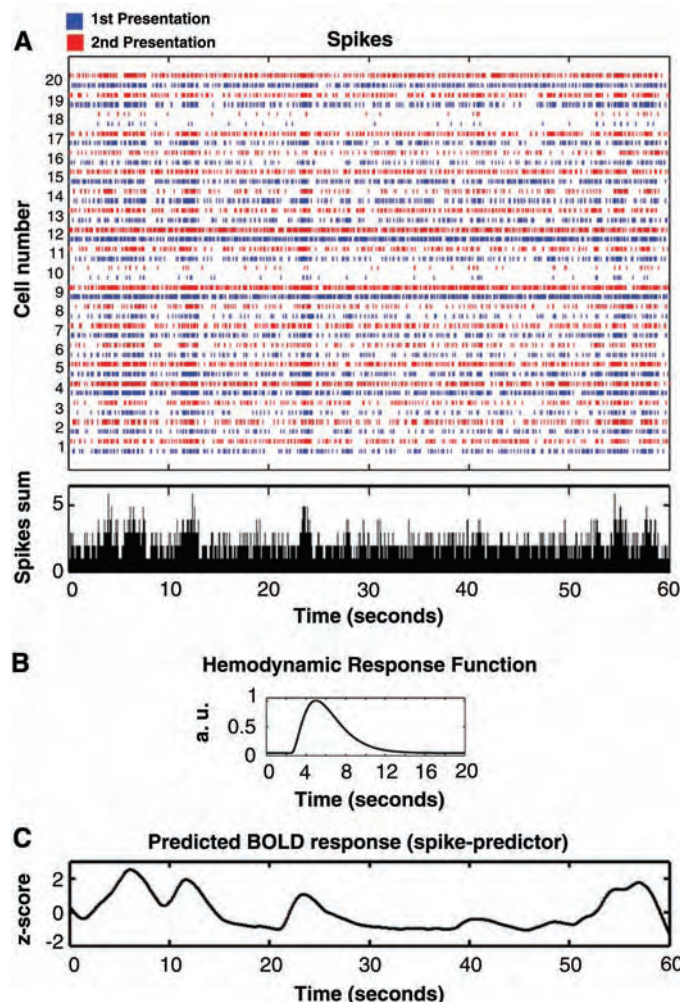 1st Presentation
2nd Presentation
A
Spikes
Cell number
20
19
18
17
16
15
14
13
12
11
10
9
8
7
6
5
4
3
2
1
Spikes sum
5
0
0 10 20 30 40 50 60
Time (seconds)
B
Hemodynamic Response Function
a. u.
1
0.5
0
0 4 8 12 16 20
Time (seconds)
C
Predicted BOLD response (spike-predictor)
z-score
2
0
-2
0 10 20 30 40 50 60
Time (seconds)